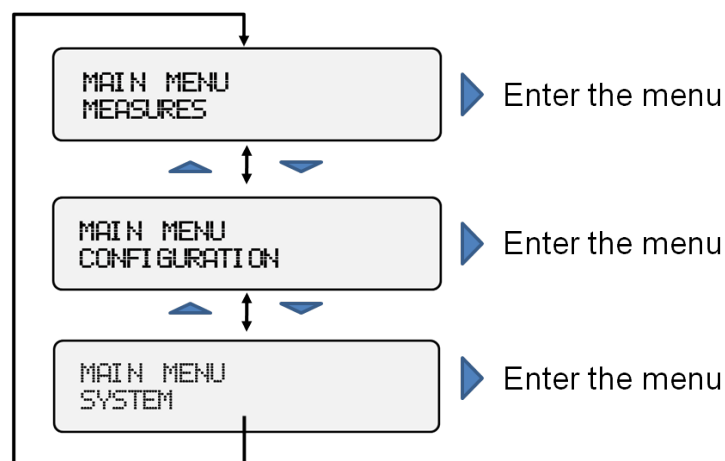 MAIN MENU
MEASURES
Enter the menu
MAIN MENU
CONFIGURATION
Enter the menu
MAIN MENU
SYSTEM
Enter the menu